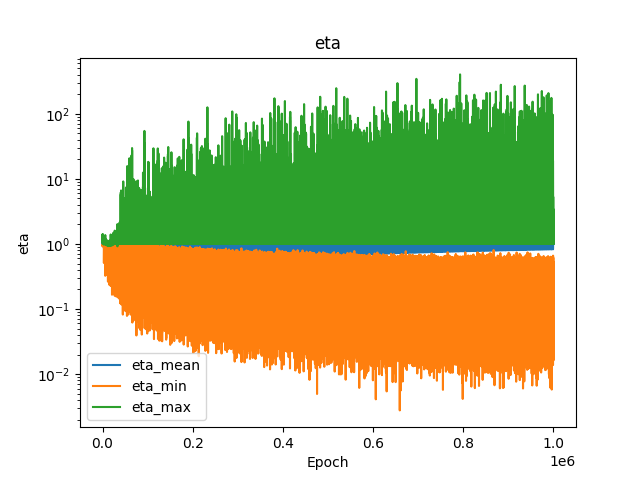 eta
eta
10²
10¹
10⁰
10⁻¹
10⁻²
eta_mean
eta_min
eta_max
0.0 0.2 0.4 0.6 0.8 1.0
Epoch
1e6